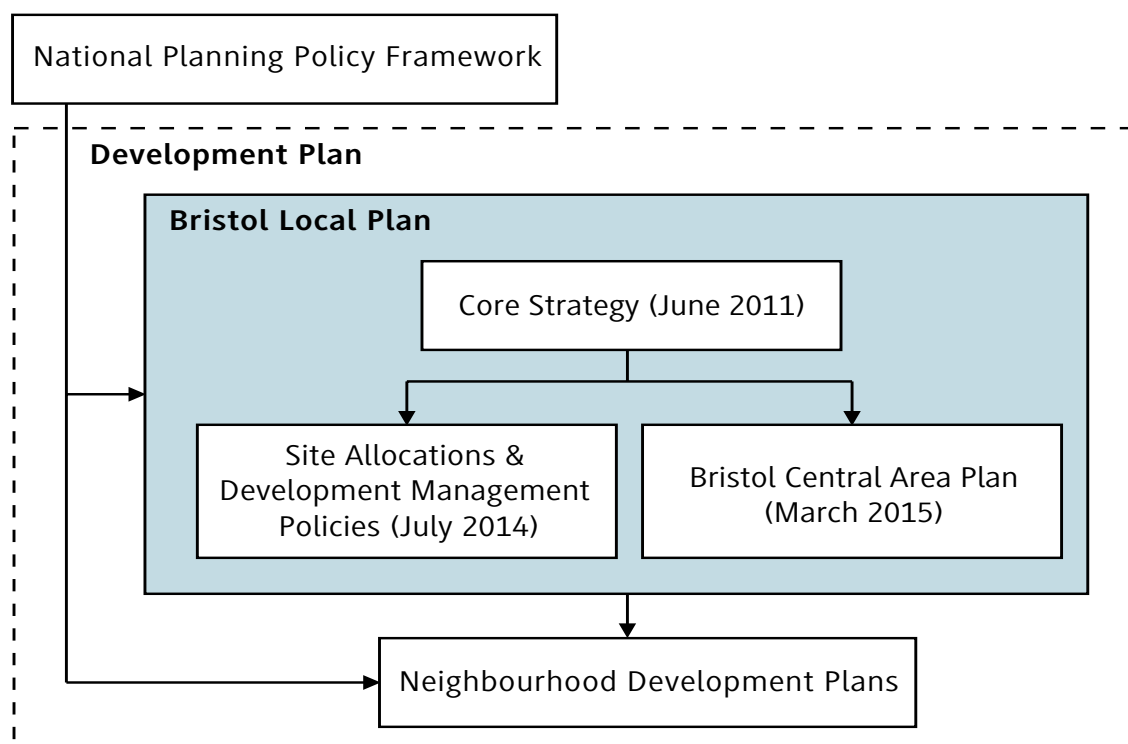 National Planning Policy Framework
Development Plan
Bristol Local Plan
Core Strategy (June 2011)
Site Allocations &
Development Management
Policies (July 2014)
Bristol Central Area Plan
(March 2015)
Neighbourhood Development Plans